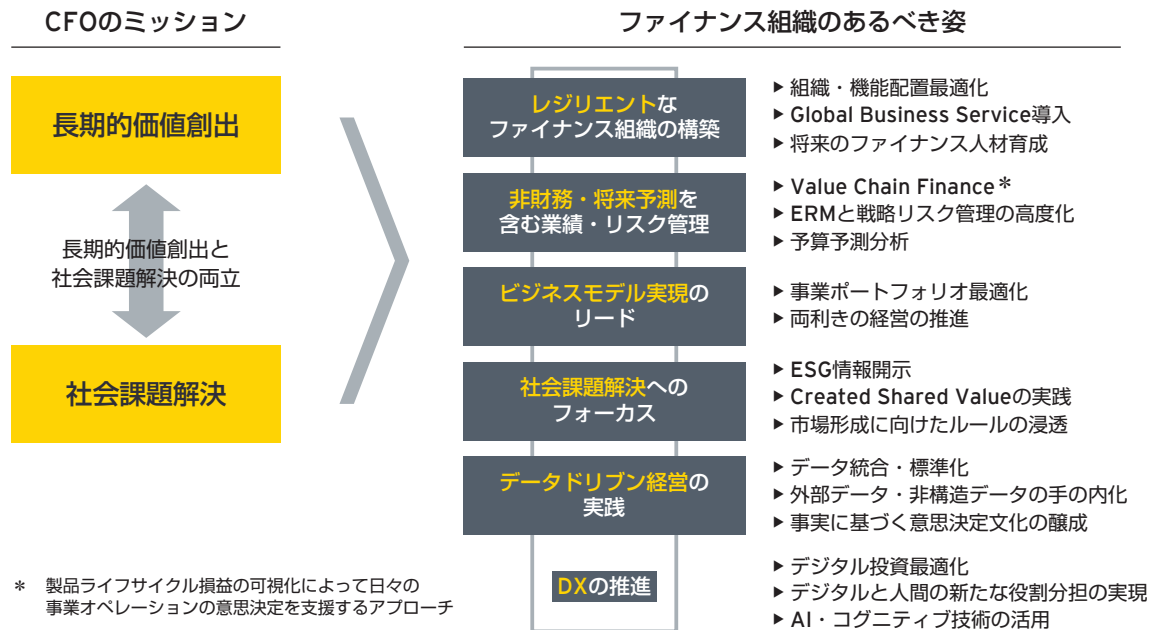 CFOのミッション
長期的価値創出
長期的価値創出と
社会課題解決の両立
社会課題解決
ファイナンス組織のあるべき姿
レジリエントな
ファイナンス組織の構築
▶ 組織・機能配置最適化
▶ Global Business Service導入
▶ 将来のファイナンス人材育成
非財務・将来予測を
含む業績・リスク管理
▶ Value Chain Finance*
▶ ERMと戦略リスク管理の高度化
▶ 予算予測分析
ビジネスモデル実現の
リード
▶ 事業ポートフォリオ最適化
▶ 両利きの経営の推進
社会課題解決への
フォーカス
▶ ESG情報開示
▶ Created Shared Valueの実践
▶ 市場形成に向けたルールの浸透
データドリブン経営の
実践
▶ データ統合・標準化
▶ 外部データ・非構造データの手の内化
▶ 事実に基づく意思決定文化の醸成
DXの推進
▶ デジタル投資最適化
▶ デジタルと人間の新たな役割分担の実現
▶ AI・コグニティブ技術の活用
* 製品ライフサイクル損益の可視化によって日々の
事業オペレーションの意思決定を支援するアプローチ